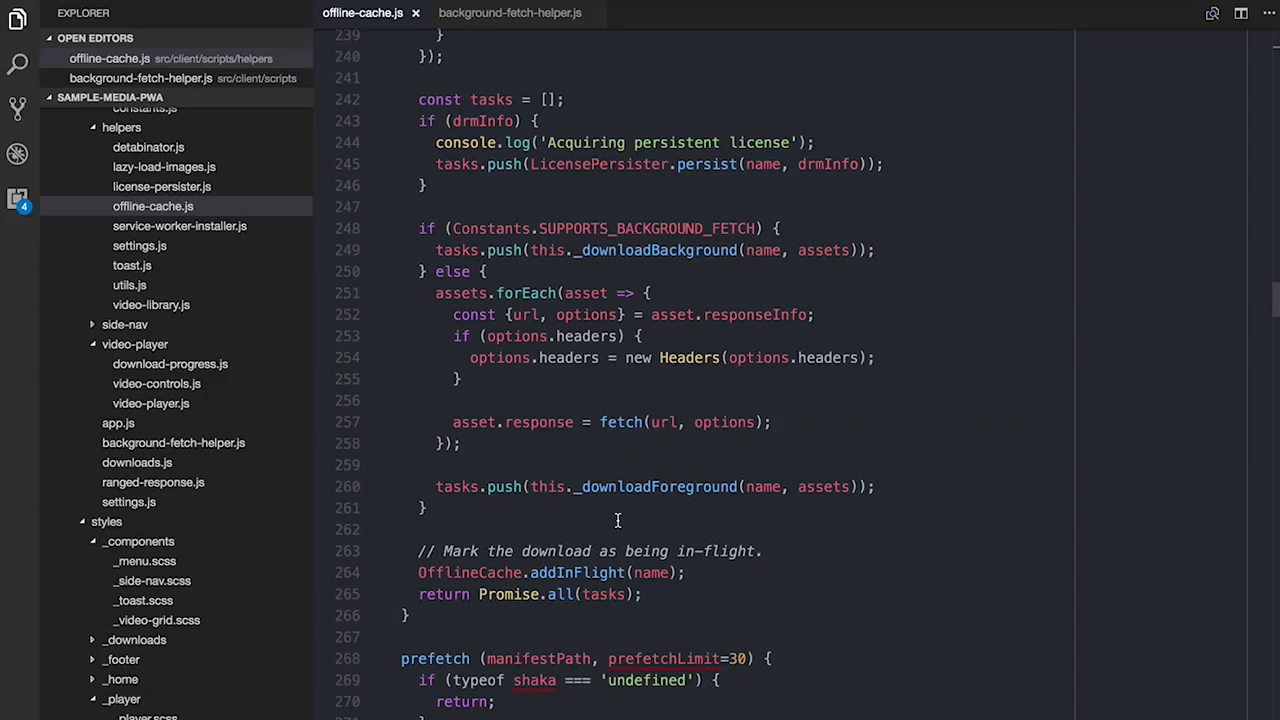 EXPLORER
OPEN EDITORS
offline-cache.js src/client/scripts/helpers
background-fetch-helper.js src/client/scripts
SAMPLE-MEDIA-PWA
constants.js
helpers
detabinator.js
lazy-load-images.js
license-persister.js
offline-cache.js
service-worker-installer.js
settings.js
toast.js
utils.js
video-library.js
side-nav
video-player
download-progress.js
video-controls.js
video-player.js
app.js
background-fetch-helper.js
downloads.js
ranged-response.js
settings.js
styles
_components
_menu.scss
_side-nav.scss
_toast.scss
_video-grid.scss
_downloads
_footer
_home
_player
_player.scss
4
offline-cache.js background-fetch-helper.js
239 }
240 });
241
242 const tasks = [];
243 if (drmInfo) {
244 console.log('Acquiring persistent license');
245 tasks.push(LicensePersister.persist(name, drmInfo));
246 }
247
248 if (Constants.SUPPORTS_BACKGROUND_FETCH) {
249 tasks.push(this._downloadBackground(name, assets));
250 } else {
251 assets.forEach(asset => {
252 const {url, options} = asset.responseInfo;
253 if (options.headers) {
254 options.headers = new Headers(options.headers);
255 }
256
257 asset.response = fetch(url, options);
258 });
259
260 tasks.push(this._downloadForeground(name, assets));
261 }
262
263 // Mark the download as being in-flight.
264 OfflineCache.addInFlight(name);
265 return Promise.all(tasks);
266 }
267
268 prefetch (manifestPath, prefetchLimit=30) {
269 if (typeof shaka === 'undefined') {
270 return;